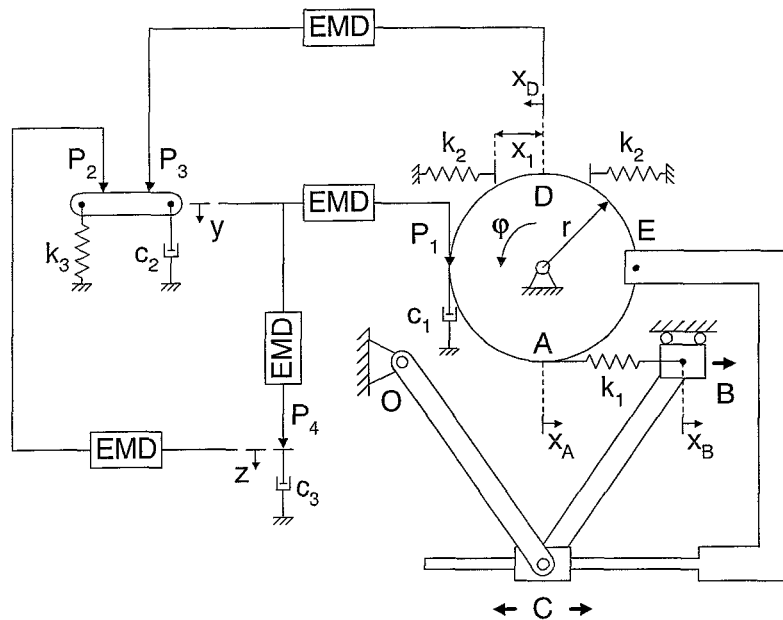 EMD
x_D
k_2
x_1
k_2
P_2
P_3
D
EMD
y
P_1
φ
r
E
k_3
c_2
c_1
EMD
A
O
k_1
B
P_4
x_A
x_B
EMD
z
c_3
C